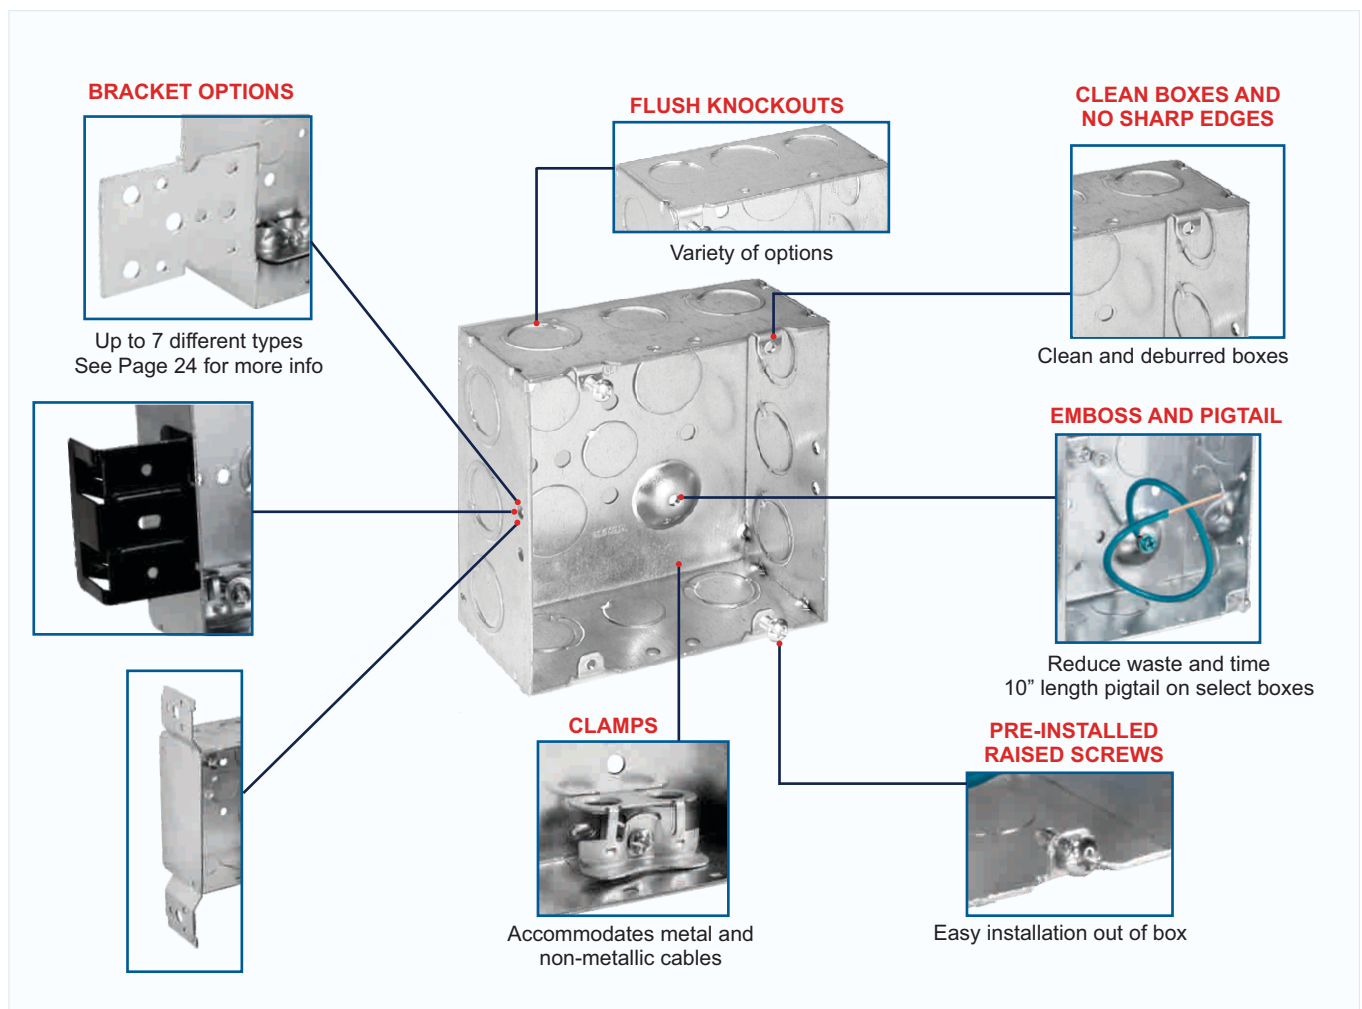 BRACKET OPTIONS
Up to 7 different types
See Page 24 for more info
FLUSH KNOCKOUTS
Variety of options
CLEAN BOXES AND
NO SHARP EDGES
Clean and deburred boxes
EMBOSS AND PIGTAIL
Reduce waste and time
10” length pigtail on select boxes
CLAMPS
Accommodates metal and
non-metallic cables
PRE-INSTALLED
RAISED SCREWS
Easy installation out of box